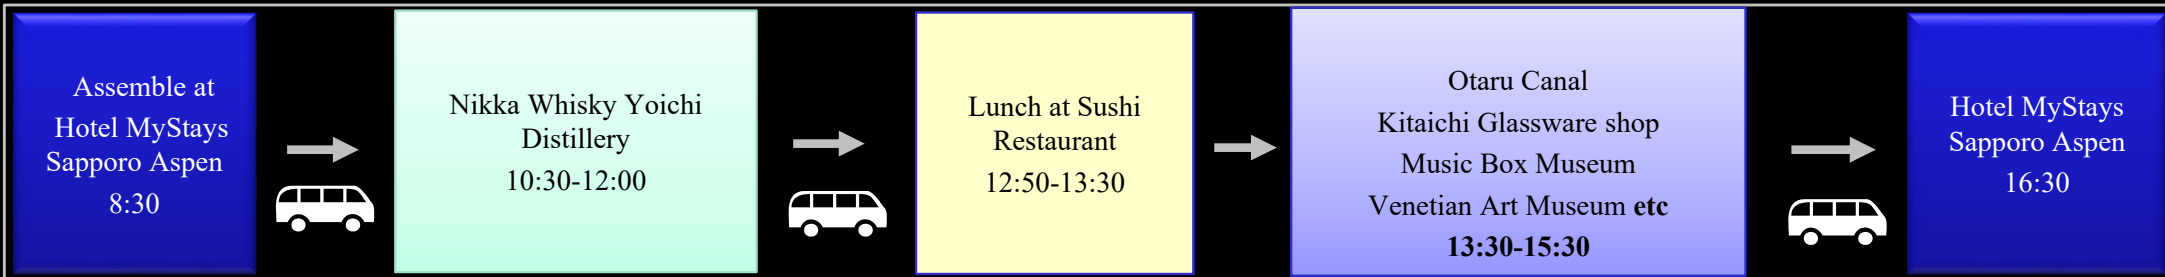 Assemble at
Hotel MyStays
Sapporo Aspen
8:30
Nikka Whisky Yoichi
Distillery
10:30-12:00
Lunch at Sushi
Restaurant
12:50-13:30
Otaru Canal
Kitaichi Glassware shop
Music Box Museum
Venetian Art Museum etc
13:30-15:30
Hotel MyStays
Sapporo Aspen
16:30